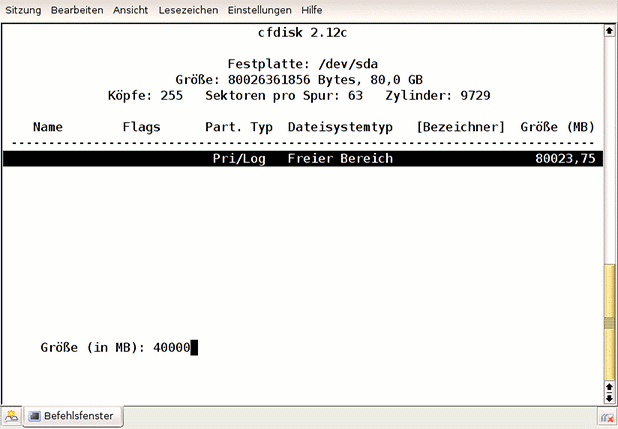 Sitzung Bearbeiten Ansicht Lesezeichen Einstellungen Hilfe
cfdisk 2.12c
Festplatte: /dev/sda
Größe: 80026361856 Bytes, 80,0 GB
Köpfe: 255 Sektoren pro Spur: 63 Zylinder: 9729
Name Flags Part. Typ Dateisystemtyp [Bezeichner] Größe (MB)
Pri/Log Freier Bereich 80023,75
Größe (in MB): 40000
Befehlsfenster